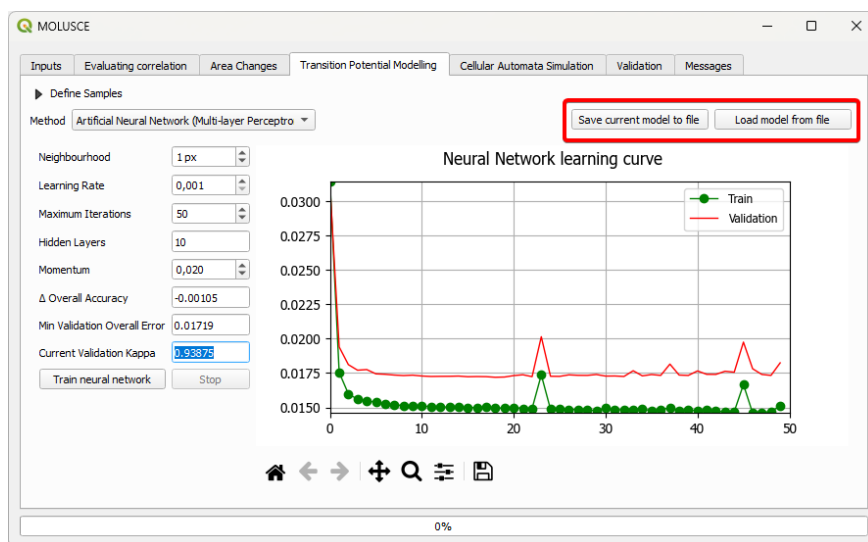 MOLUSCE
Inputs
Evaluating correlation
Area Changes
Transition Potential Modelling
Cellular Automata Simulation
Validation
Messages
Define Samples
Method
Artificial Neural Network (Multi-layer Perceptro
Save current model to file
Load model from file
Neighbourhood
1 px
Learning Rate
0,001
Maximum Iterations
50
Hidden Layers
10
Momentum
0,020
Δ Overall Accuracy
-0.00105
Min Validation Overall Error
0.01719
Current Validation Kappa
0.93875
Train neural network
Stop
Neural Network learning curve
Train
Validation
0.0300
0.0275
0.0250
0.0225
0.0200
0.0175
0.0150
0
10
20
30
40
50
0%